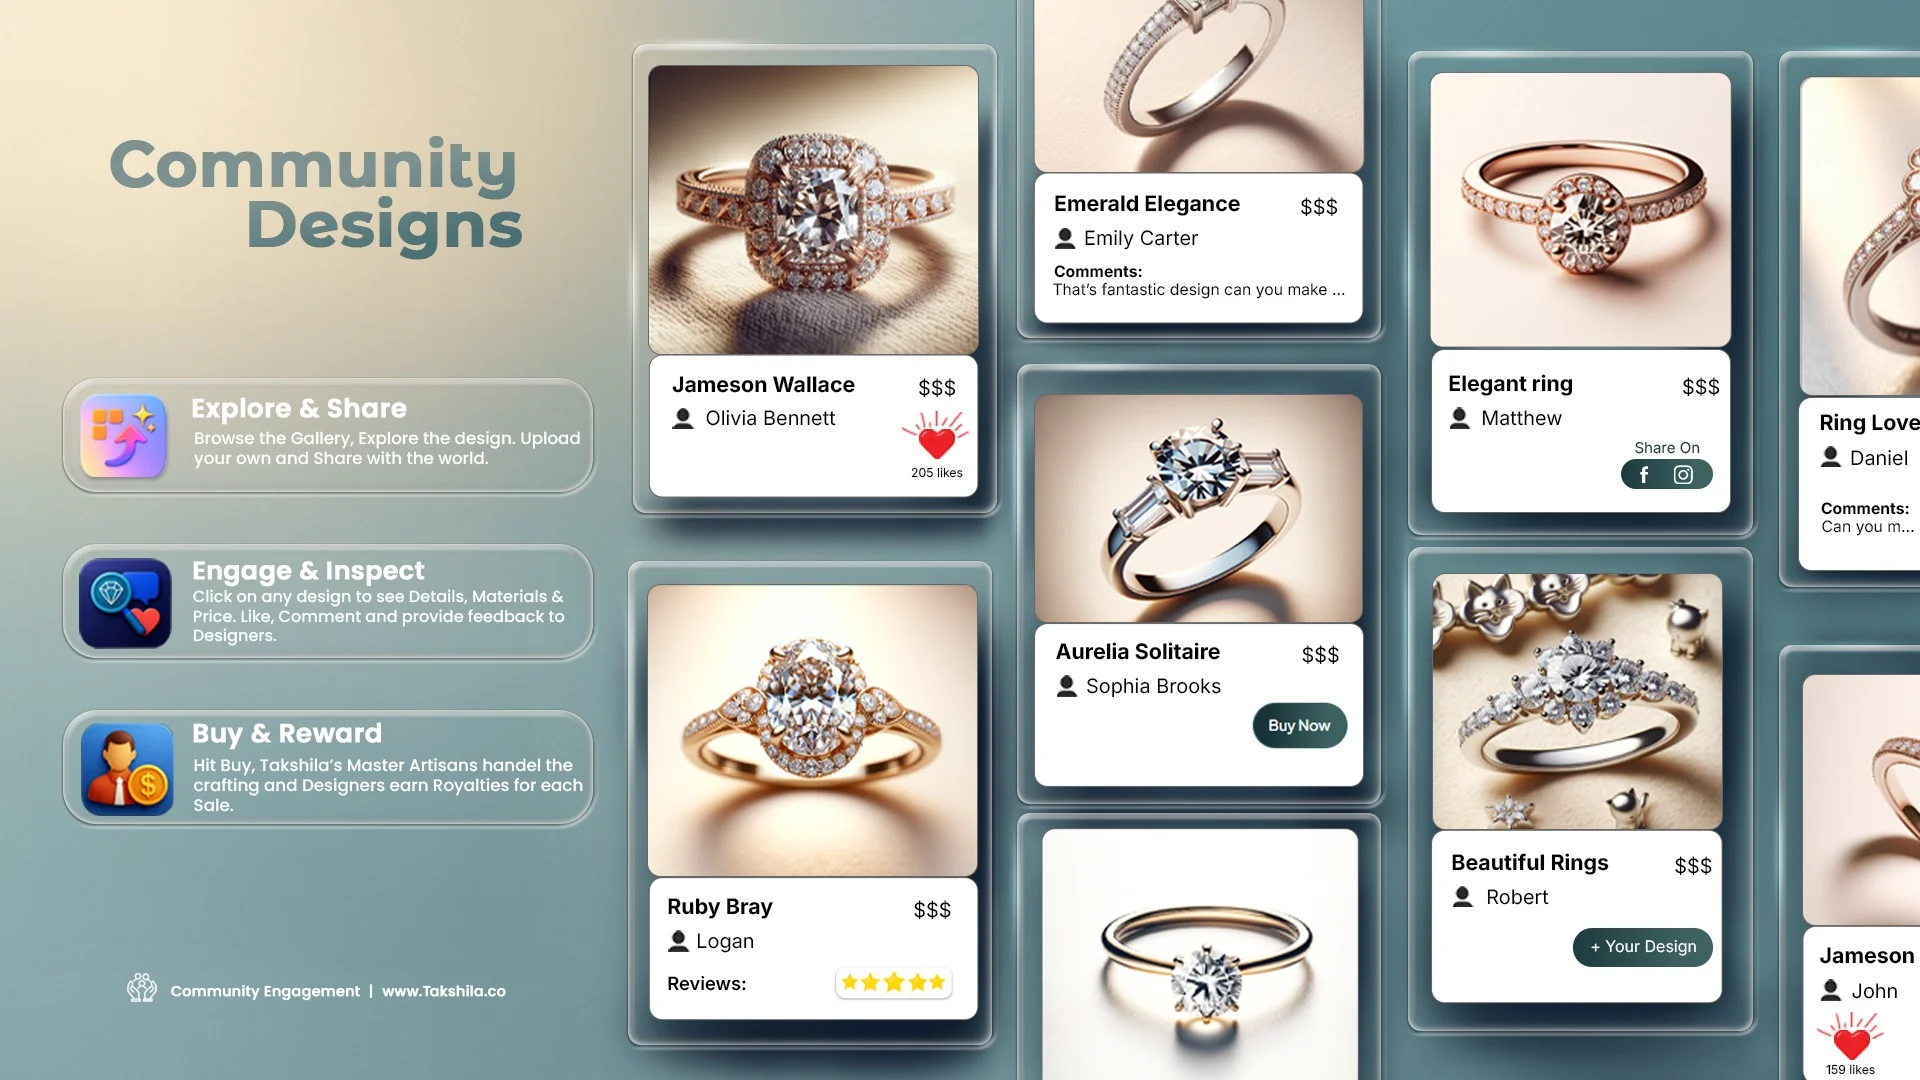 Community
Designs
Explore & Share
Browse the Gallery, Explore the design. Upload
your own and Share with the world.
Engage & Inspect
Click on any design to see Details, Materials &
Price. Like, Comment and provide feedback to
Designers.
Buy & Reward
Hit Buy, Takshila's Master Artisans handel the
crafting and Designers earn Royalties for each
Sale.
Community Engagement | www.Takshila.co
Jameson Wallace $$$
Olivia Bennett
205 likes
Ruby Bray $$$
Logan
Reviews:
Emerald Elegance $$$
Emily Carter
Comments:
That's fantastic design can you make ...
Aurelia Solitaire $$$
Sophia Brooks
Buy Now
Elegant ring $$$
Matthew
Share On
Beautiful Rings $$$
Robert
+ Your Design
Ring Love
Daniel
Comments:
Can you m...
Jameson
John
159 likes